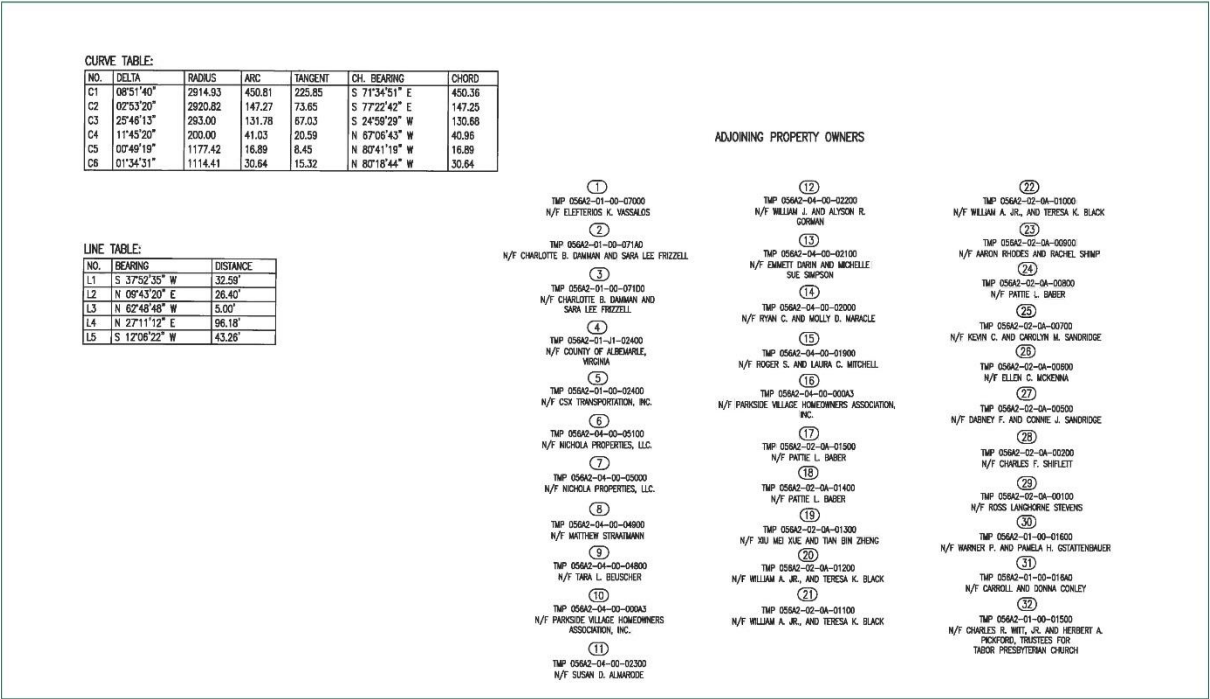 CURVE TABLE:
NO. DELTA RADIUS ARC TANGENT CH. BEARING CHORD
C1 08°51'40" 2914.93 450.81 225.85 S 71°34'51" E 450.36
C2 02°53'20" 2920.82 147.27 73.65 S 77°22'42" E 147.25
C3 25°46'13" 293.00 131.78 67.03 S 24°59'29" W 130.68
C4 11°45'20" 200.00 41.03 20.59 N 67°06'43" W 40.96
C5 00°49'19" 1177.42 16.89 8.45 N 80°41'19" W 16.89
C6 01°34'31" 1114.41 30.64 15.32 N 80°18'44" W 30.64
LINE TABLE:
NO. BEARING DISTANCE
L1 S 37°52'35" W 32.59'
L2 N 09°43'20" E 26.40'
L3 N 62°48'48" W 5.00'
L4 N 27°11'12" E 96.18'
L5 S 12°06'22" W 43.26'
ADJOINING PROPERTY OWNERS
1
TMP 056A2-01-00-07000
N/F ELEFTERIOS K. VASSALOS
2
TMP 056A2-01-00-071A0
N/F CHARLOTTE B. DAMMAN AND SARA LEE FRIZZELL
3
TMP 056A2-01-00-071D0
N/F CHARLOTTE B. DAMMAN AND
SARA LEE FRIZZELL
4
TMP 056A2-01-J1-02400
N/F COUNTY OF ALBEMARLE,
VIRGINIA
5
TMP 056A2-01-00-02400
N/F CSX TRANSPORTATION, INC.
6
TMP 056A2-04-00-05100
N/F NICHOLA PROPERTIES, LLC.
7
TMP 056A2-04-00-05000
N/F NICHOLA PROPERTIES, LLC.
8
TMP 056A2-04-00-04900
N/F MATTHEW STRAATMANN
9
TMP 056A2-04-00-04800
N/F TARA L. BEUSCHER
10
TMP 056A2-04-00-000A3
N/F PARKSIDE VILLAGE HOMEOWNERS
ASSOCIATION, INC.
11
TMP 056A2-04-00-02300
N/F SUSAN D. ALMARODE
12
TMP 056A2-04-00-02200
N/F WILLIAM J. AND ALYSON R.
GORMAN
13
TMP 056A2-04-00-02100
N/F EMMETT DARIN AND MICHELLE
SUE SIMPSON
14
TMP 056A2-04-00-02000
N/F RYAN C. AND MOLLY D. MARACLE
15
TMP 056A2-04-00-01900
N/F ROGER S. AND LAURA C. MITCHELL
16
TMP 056A2-04-00-000A3
N/F PARKSIDE VILLAGE HOMEOWNERS ASSOCIATION,
INC.
17
TMP 056A2-02-0A-01500
N/F PATTIE L. BABER
18
TMP 056A2-02-0A-01400
N/F PATTIE L. BABER
19
TMP 056A2-02-0A-01300
N/F XIU MEI XUE AND TIAN BIN ZHENG
20
TMP 056A2-02-0A-01200
N/F WILLIAM A. JR., AND TERESA K. BLACK
21
TMP 056A2-02-0A-01100
N/F WILLIAM A. JR., AND TERESA K. BLACK
22
TMP 056A2-02-0A-01000
N/F WILLIAM A. JR., AND TERESA K. BLACK
23
TMP 056A2-02-0A-00900
N/F AARON RHODES AND RACHEL SHIMP
24
TMP 056A2-02-0A-00800
N/F PATTIE L. BABER
25
TMP 056A2-02-0A-00700
N/F KEVIN C. AND CAROLYN M. SANDRIDGE
26
TMP 056A2-02-0A-00600
N/F ELLEN C. MCKENNA
27
TMP 056A2-02-0A-00500
N/F DABNEY F. AND CONNIE J. SANDRIDGE
28
TMP 056A2-02-0A-00200
N/F CHARLES F. SHIFLETT
29
TMP 056A2-02-0A-00100
N/F ROSS LANGHORNE STEVENS
30
TMP 056A2-01-00-01600
N/F WARNER P. AND PAMELA H. GSTATTENBAUER
31
TMP 056A2-01-00-016A0
N/F CARROLL AND DONNA CONLEY
32
TMP 056A2-01-00-01500
N/F CHARLES R. WITT, JR. AND HERBERT A.
PICKFORD, TRUSTEES FOR
TABOR PRESBYTERIAN CHURCH